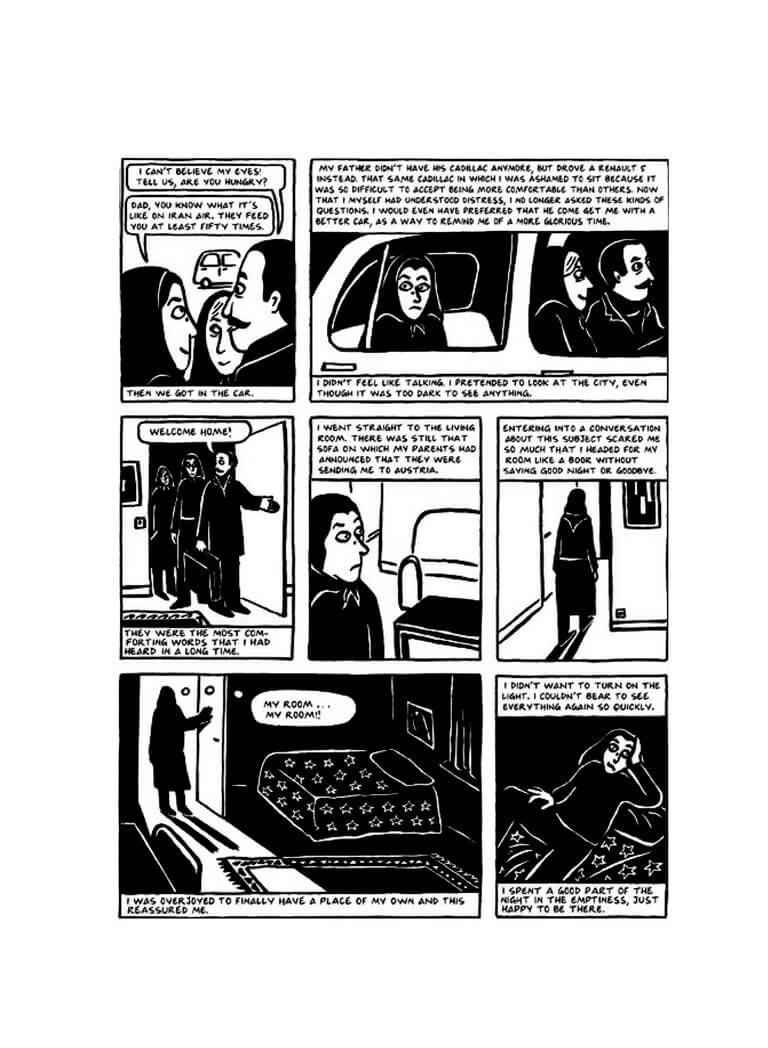 I CAN'T BELIEVE MY EYES!
TELL US, ARE YOU HUNGRY?
DAD, YOU KNOW WHAT IT'S
LIKE ON IRAN AIR. THEY FEED
YOU AT LEAST FIFTY TIMES.
THEN WE GOT IN THE CAR.
MY FATHER DIDN'T HAVE HIS CADILLAC ANYMORE, BUT DROVE A RENAULT 5
INSTEAD. THAT SAME CADILLAC IN WHICH I WAS ASHAMED TO SIT BECAUSE IT
WAS SO DIFFICULT TO ACCEPT BEING MORE COMFORTABLE THAN OTHERS. NOW
THAT I MYSELF HAD UNDERSTOOD DISTRESS, I NO LONGER ASKED THESE KINDS OF
QUESTIONS. I WOULD EVEN HAVE PREFERRED THAT HE COME GET ME WITH A
BETTER CAR, AS A WAY TO REMIND ME OF A MORE GLORIOUS TIME.
I DIDN'T FEEL LIKE TALKING. I PRETENDED TO LOOK AT THE CITY, EVEN
THOUGH IT WAS TOO DARK TO SEE ANYTHING.
WELCOME HOME!
THEY WERE THE MOST COM-
FORTING WORDS THAT I HAD
HEARD IN A LONG TIME.
I WENT STRAIGHT TO THE LIVING
ROOM. THERE WAS STILL THAT
SOFA ON WHICH MY PARENTS HAD
ANNOUNCED THAT THEY WERE
SENDING ME TO AUSTRIA.
ENTERING INTO A CONVERSATION
ABOUT THIS SUBJECT SCARED ME
SO MUCH THAT I HEADED FOR MY
ROOM LIKE A BOOR WITHOUT
SAYING GOOD NIGHT OR GOODBYE.
MY ROOM . . .
MY ROOM!!
I WAS OVERJOYED TO FINALLY HAVE A PLACE OF MY OWN AND THIS
REASSURED ME.
I DIDN'T WANT TO TURN ON THE
LIGHT. I COULDN'T BEAR TO SEE
EVERYTHING AGAIN SO QUICKLY.
I SPENT A GOOD PART OF THE
NIGHT IN THE EMPTINESS, JUST
HAPPY TO BE THERE.